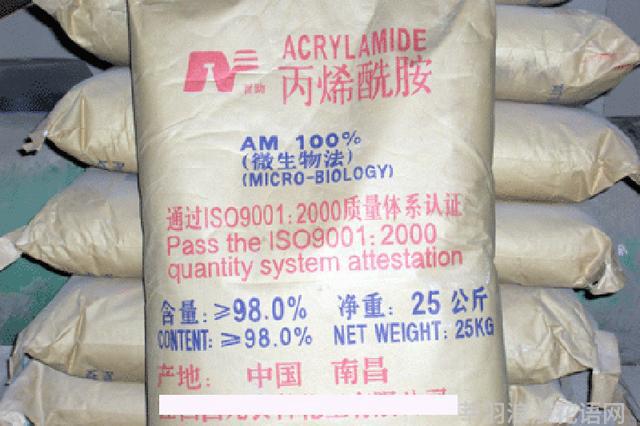 ACRYLAMIDE
丙烯酰胺
AM 100%
(微生物法)
(MICRO-BIOLOGY)
通过ISO9001:2000质量体系认证
Pass the ISO9001:2000
quantity system attestation
含量:≥98.0% 净重:25公斤
CONTENT:≥98.0% NET WEIGHT:25KG
产地: 中国 南昌
花语网